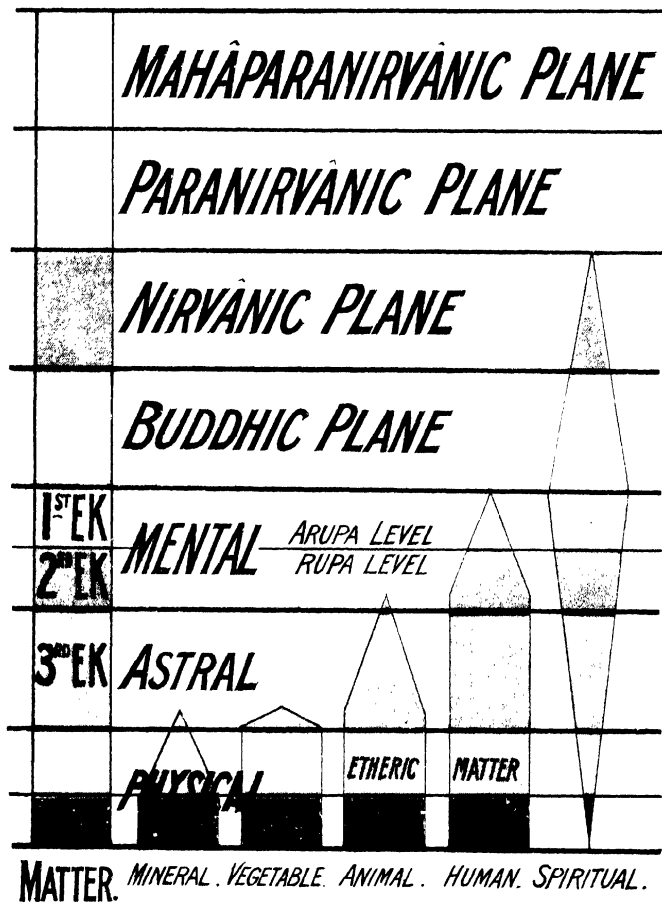 MAHÂPARANIRVÂNIC PLANE
PARANIRVÂNIC PLANE
NIRVÂNIC PLANE
BUDDHIC PLANE
1ST EK
MENTAL
ARUPA LEVEL
RUPA LEVEL
2ND EK
3RD EK ASTRAL
PHYSICAL
ETHERIC MATTER
MATTER. MINERAL. VEGETABLE. ANIMAL. HUMAN. SPIRITUAL.